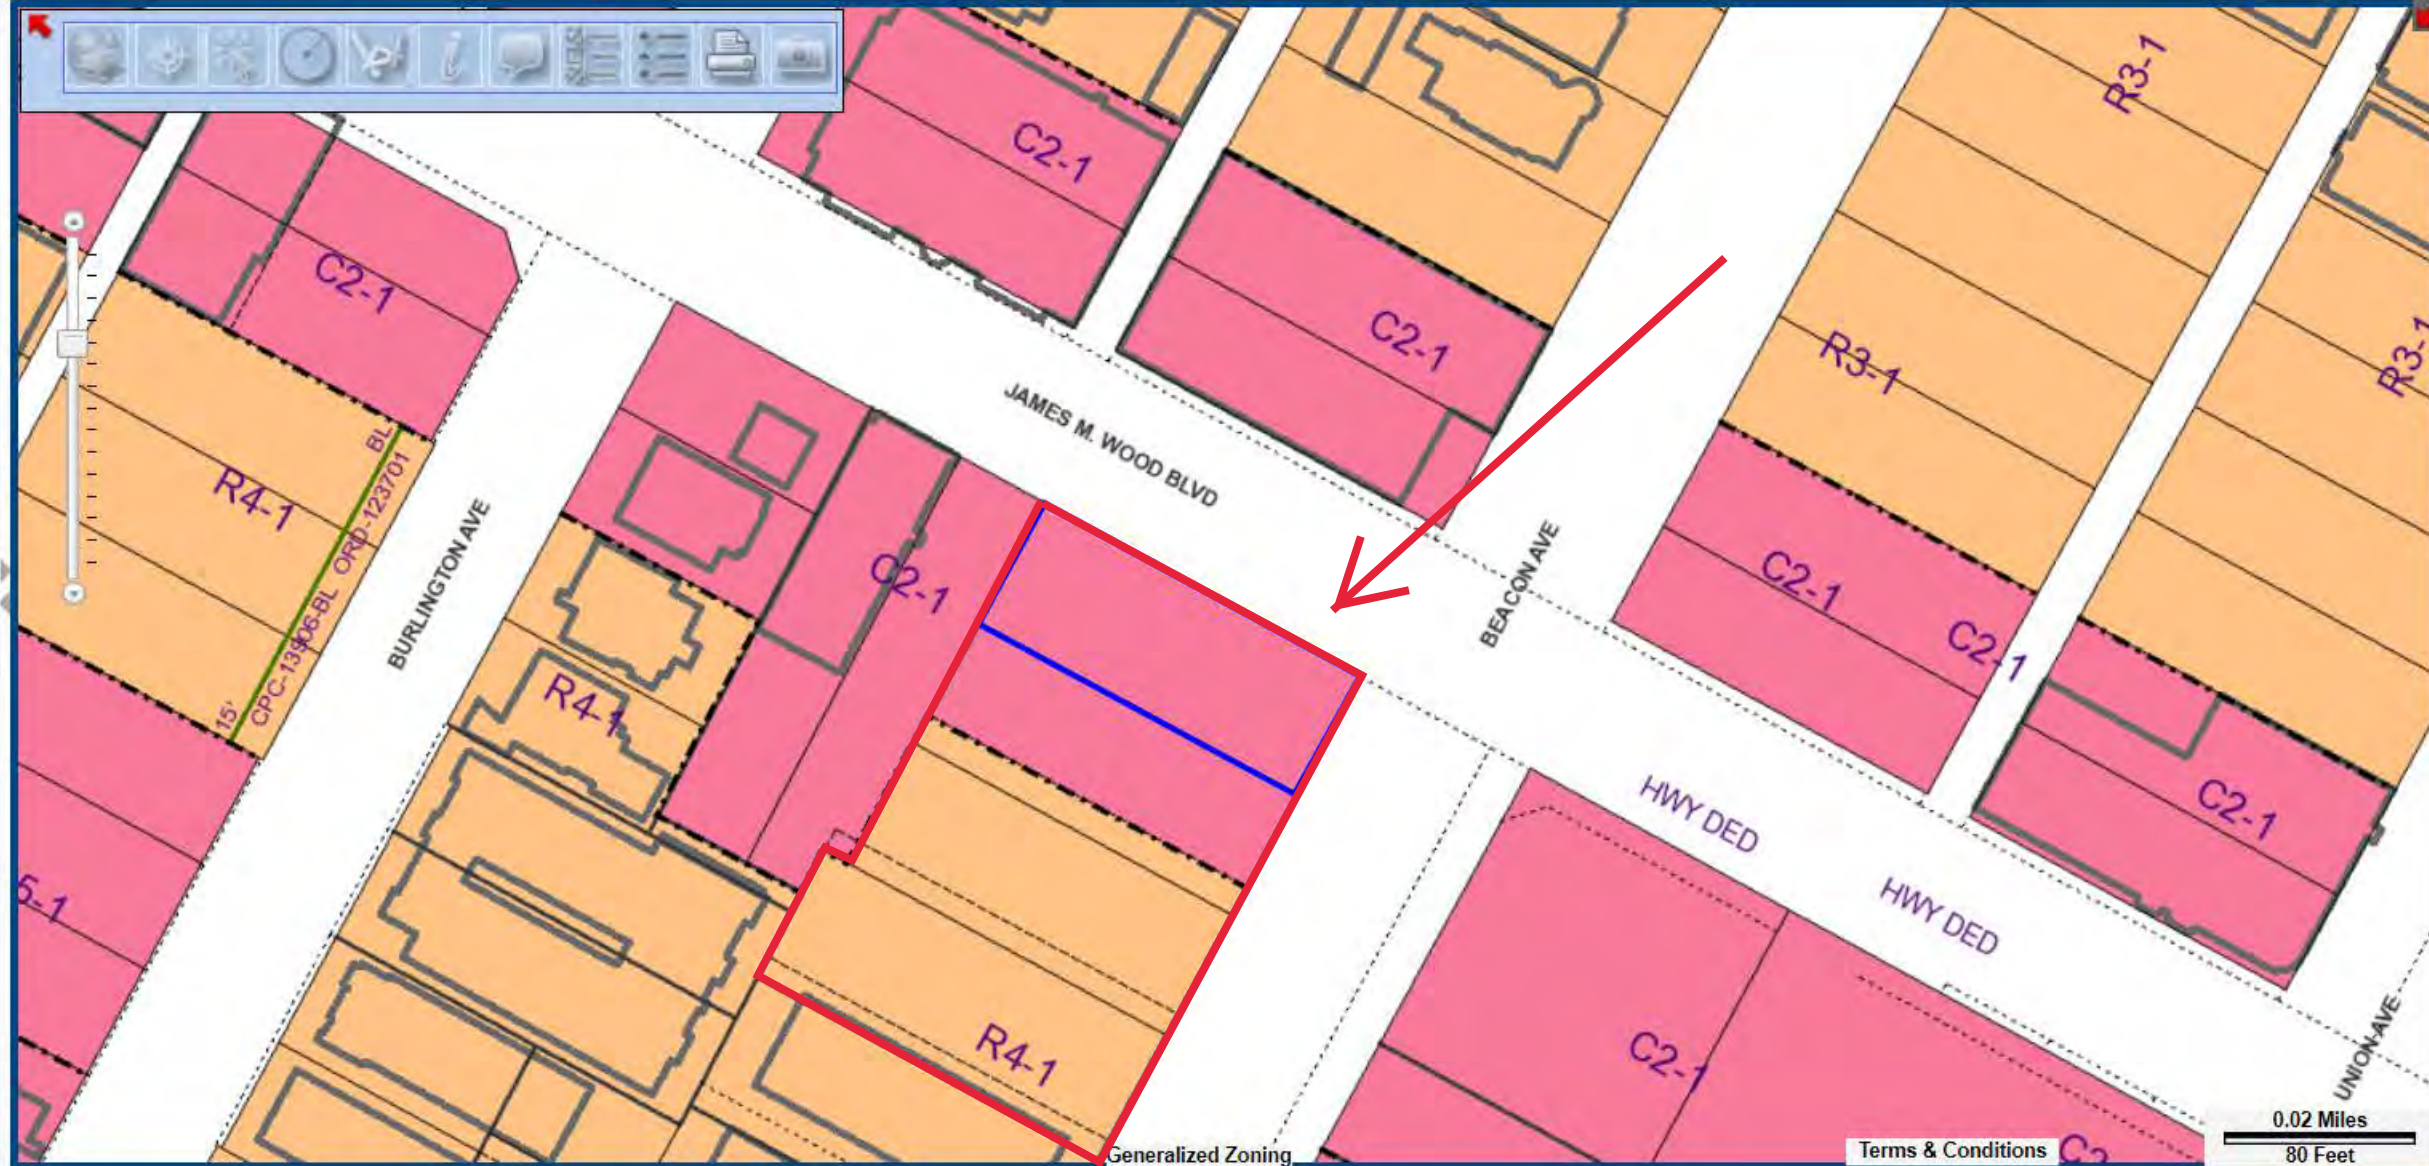 R3-1
C2-1
C2-1
C2-1
R3-1
R3-1
JAMES M. WOOD BLVD
BL
R4-1
CPC-13906-BL ORD-123701
15'
BURLINGTON AVE
C2-1
BEACON AVE
C2-1
C2-1
R4-1
HWY DED
C2-1
5-1
HWY DED
R4-1
C2-1
UNION AVE
Generalized Zoning
Terms & Conditions
0.02 Miles
80 Feet